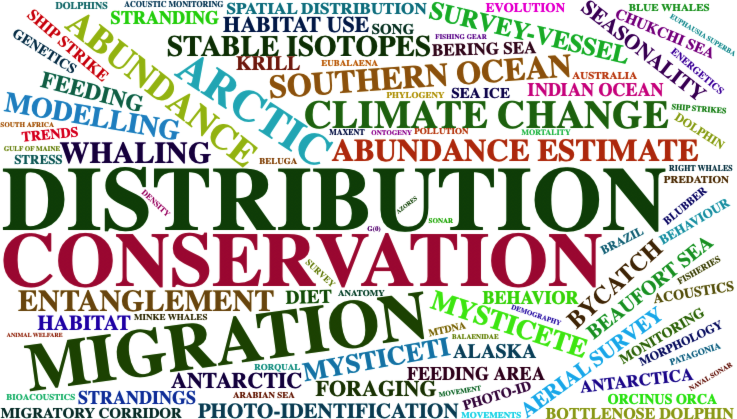 DOLPHINS
ACOUSTIC MONITORING
SPATIAL DISTRIBUTION
EVOLUTION
BLUE WHALES
SHIP STRIKE
STRANDING
HABITAT USE
SONG
SURVEY-VESSEL
SEASONALITY
CHUKCHI SEA
EUPHAUSIA SUPERBA
GENETICS
ABUNDANCE
STABLE ISOTOPES
FISHING GEAR
BERING SEA
ENERGETICS
KRILL
EUBALAENA
SOUTHERN OCEAN
AUSTRALIA
FEEDING
ARCTIC
PHYLOGENY
SEA ICE
INDIAN OCEAN
MODELLING
CLIMATE CHANGE
SHIP STRIKES
DOLPHIN
SOUTH AFRICA
TRENDS
MAXENT
ONTOGENY
POLLUTION
MORTALITY
GULF OF MAINE
STRESS
WHALING
BELUGA
ABUNDANCE ESTIMATE
RIGHT WHALES
PREDATION
DISTRIBUTION
DENSITY
AZORES
SONAR
G(0)
BLUBBER
BEHAVIOUR
BRAZIL
CONSERVATION
SURVEY
BYCATCH
BEAUFORT SEA
FISHERIES
ACOUSTICS
ENTANGLEMENT
DIET
ANATOMY
BEHAVIOR
DEMOGRAPHY
HABITAT
MINKE WHALES
MYSTICETE
MIGRATION
MTDNA
BALAENIDAE
ANIMAL WELFARE
MONITORING
MORPHOLOGY
PATAGONIA
NAVAL SONAR
AERIAL SURVEY
RORQUAL
MYSTICETI
ALASKA
ANTARCTIC
FEEDING AREA
ANTARCTICA
BIOACOUSTICS
STRANDINGS
ARABIAN SEA
FORAGING
MOVEMENT
PHOTO-ID
ORCINUS ORCA
MIGRATORY CORRIDOR
PHOTO-IDENTIFICATION
MOVEMENTS
BOTTLENOSE DOLPHIN